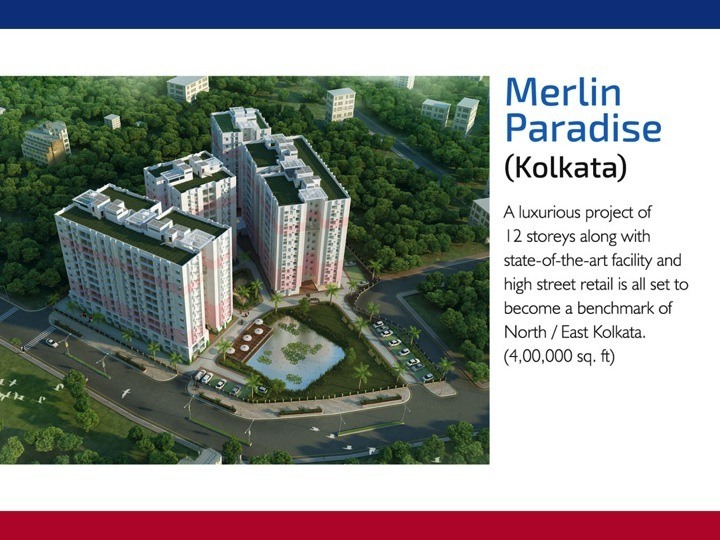 Merlin
Paradise
(Kolkata)
A luxurious project of
12 storeys along with
state-of-the-art facility and
high street retail is all set to
become a benchmark of
North / East Kolkata.
(4,00,000 sq. ft)